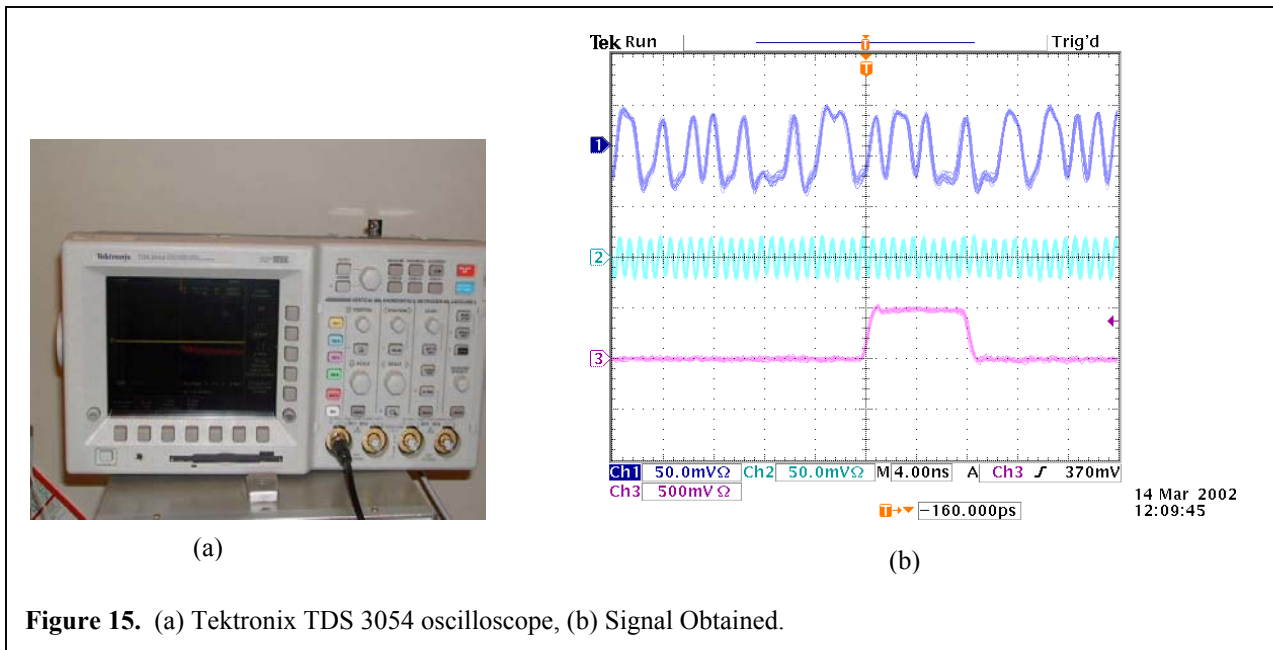 Tektronix
Tek Run
Trig'd
T
T
1
2
3
Ch1 50.0mVΩ Ch2 50.0mVΩ M 4.00ns A Ch3 ƒ 370mV
Ch3 500mV Ω
T→▼ −160.000ps
14 Mar 2002
12:09:45
(a)
(b)
Figure 15. (a) Tektronix TDS 3054 oscilloscope, (b) Signal Obtained.